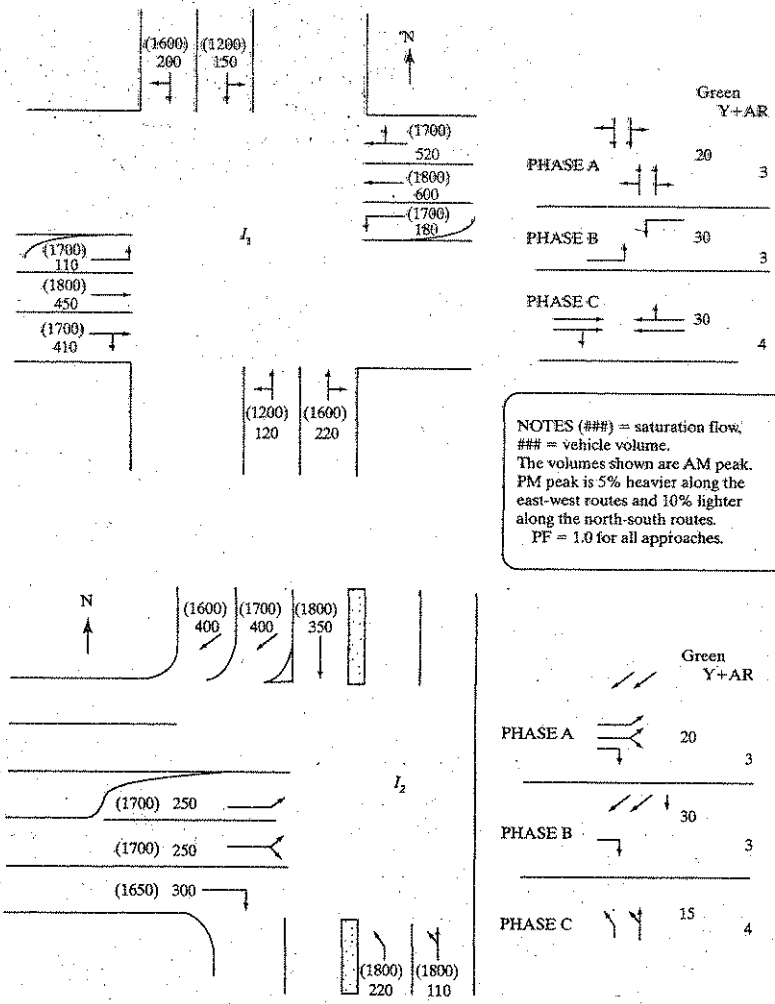 (1600) (1200)
200 150
N
(1700)
520
(1800)
600
(1700)
180
I₁
(1700)
110
(1800)
450
(1700)
410
(1200) (1600)
120 220
Green
Y+AR
PHASE A 20 3
PHASE B 30 3
PHASE C 30 4
NOTES (###) = saturation flow,
### = vehicle volume.
The volumes shown are AM peak.
PM peak is 5% heavier along the
east-west routes and 10% lighter
along the north-south routes.
PF = 1.0 for all approaches.
N
(1600) (1700) (1800)
400 400 350
I₂
(1700) 250
(1700) 250
(1650) 300
(1800) (1800)
220 110
Green
Y+AR
PHASE A 20 3
PHASE B 30 3
PHASE C 15 4